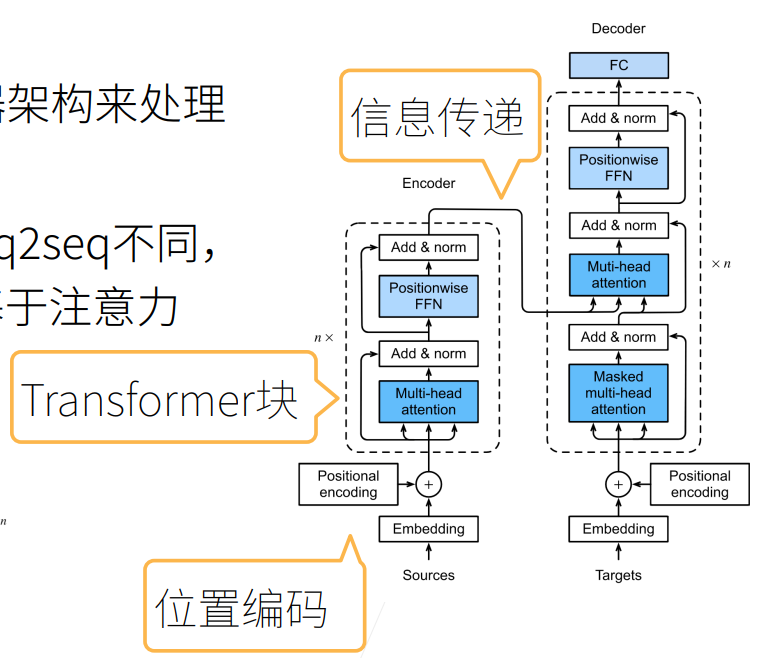 架构来处理
q2seq不同，
于注意力
Transformer块
n
信息传递
位置编码
Encoder
n×
Add & norm
Positionwise
FFN
Add & norm
Multi-head
attention
Positional
encoding
+
Embedding
Sources
Decoder
FC
Add & norm
Positionwise
FFN
Add & norm
Muti-head
attention
×n
Add & norm
Masked
multi-head
attention
+
Positional
encoding
Embedding
Targets